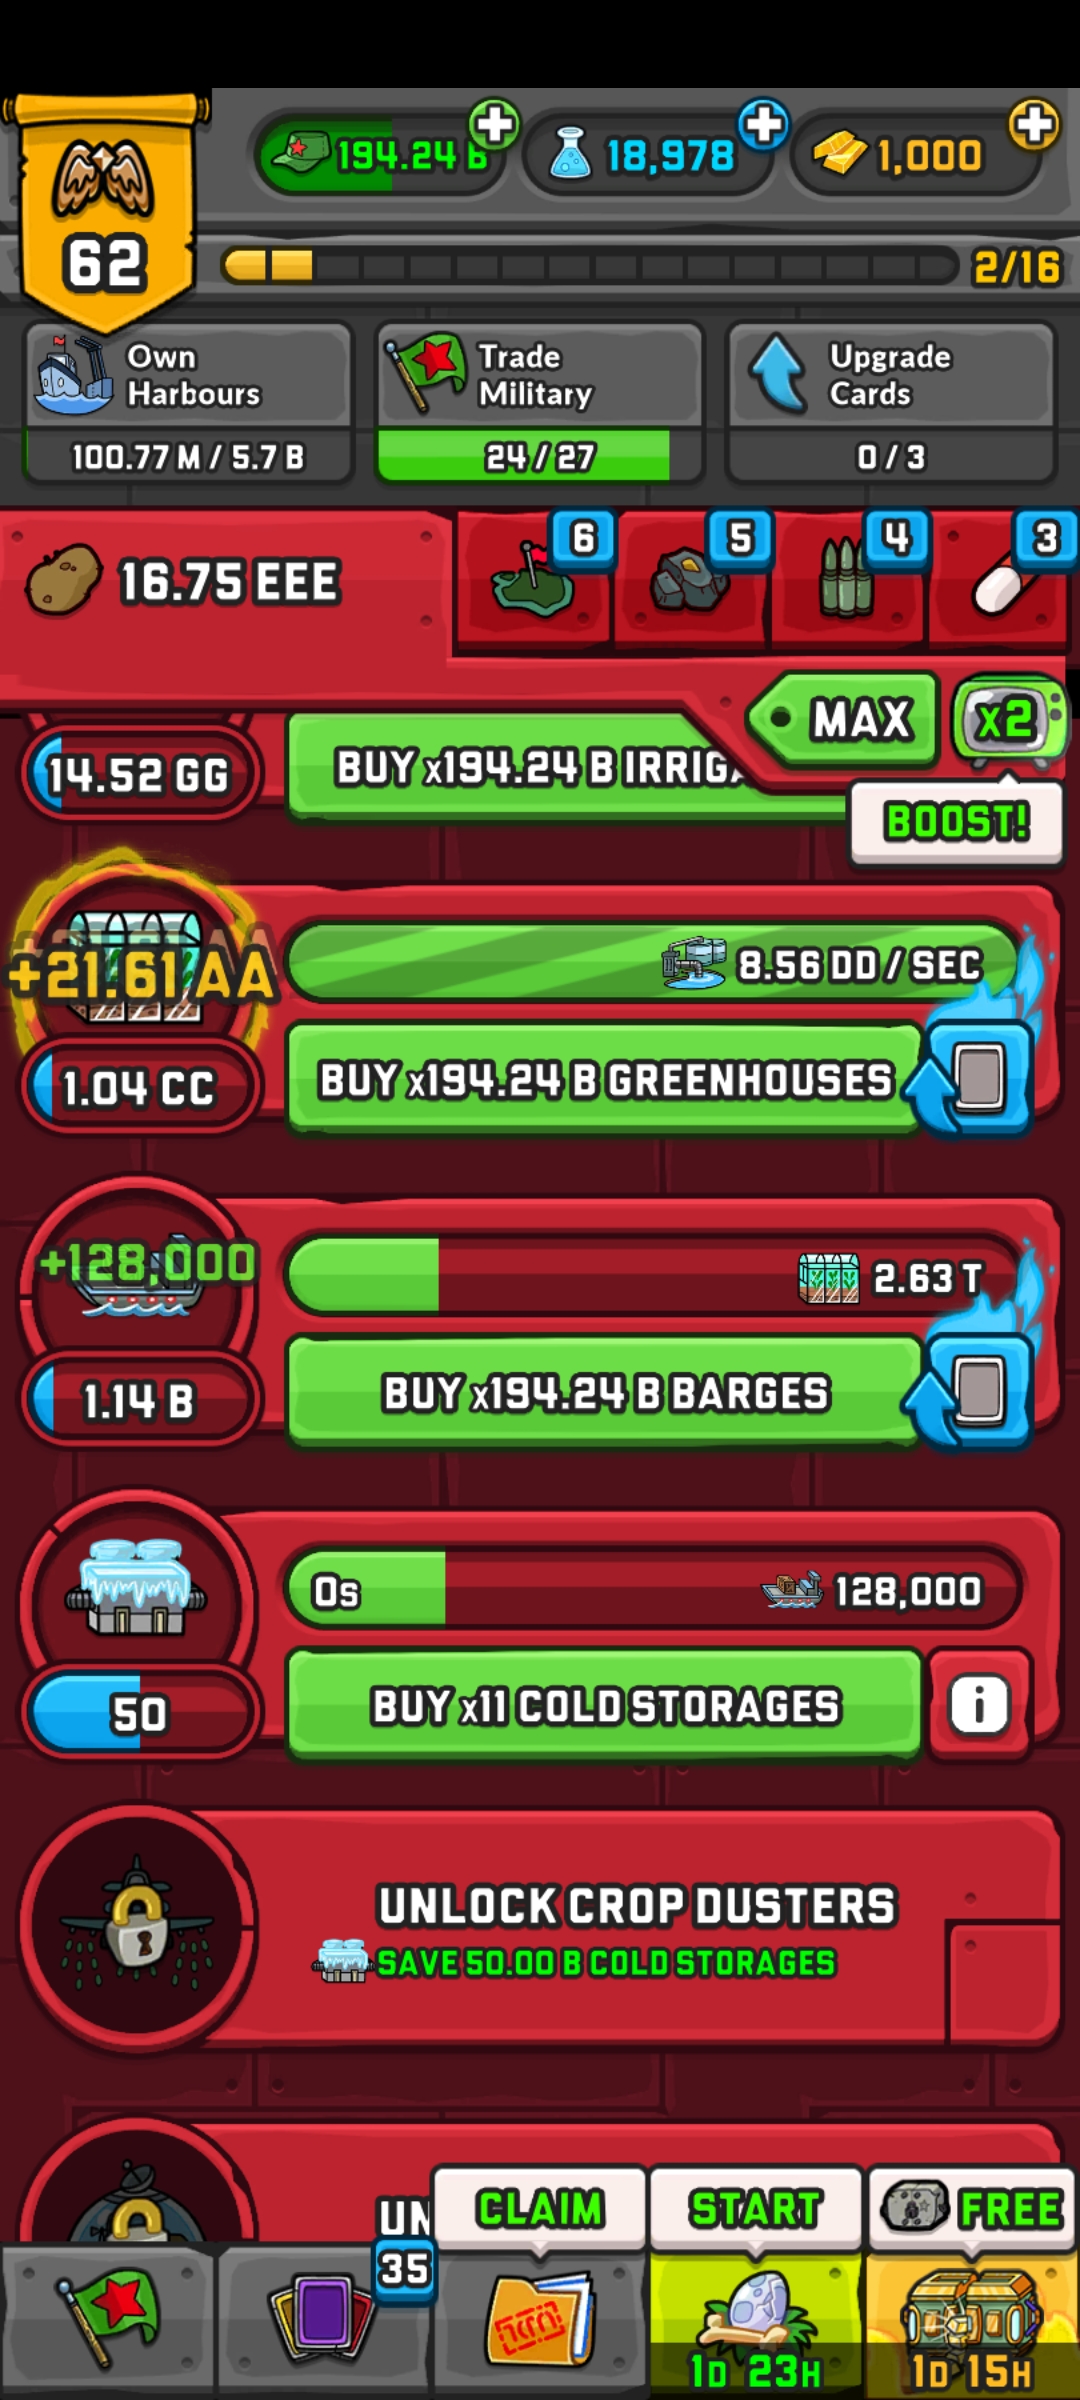 194.24 B
18,978
1,000
62
2/16
Own
Harbours
Trade
Military
Upgrade
Cards
100.77 M / 5.7 B
24 / 27
0 / 3
16.75 EEE
6
5
4
3
MAX
x2
14.52 GG
BUY x194.24 B
BOOST!
+21.61 AA
8.56 DD / SEC
1.04 CC
BUY x194.24 B GREENHOUSES
+128,000
2.63 T
1.14 B
BUY x194.24 B BARGES
0s
128,000
50
BUY x11 COLD STORAGES
i
UNLOCK CROP DUSTERS
SAVE 50.00 B COLD STORAGES
CLAIM
START
FREE
35
1D 23H
1D 15H